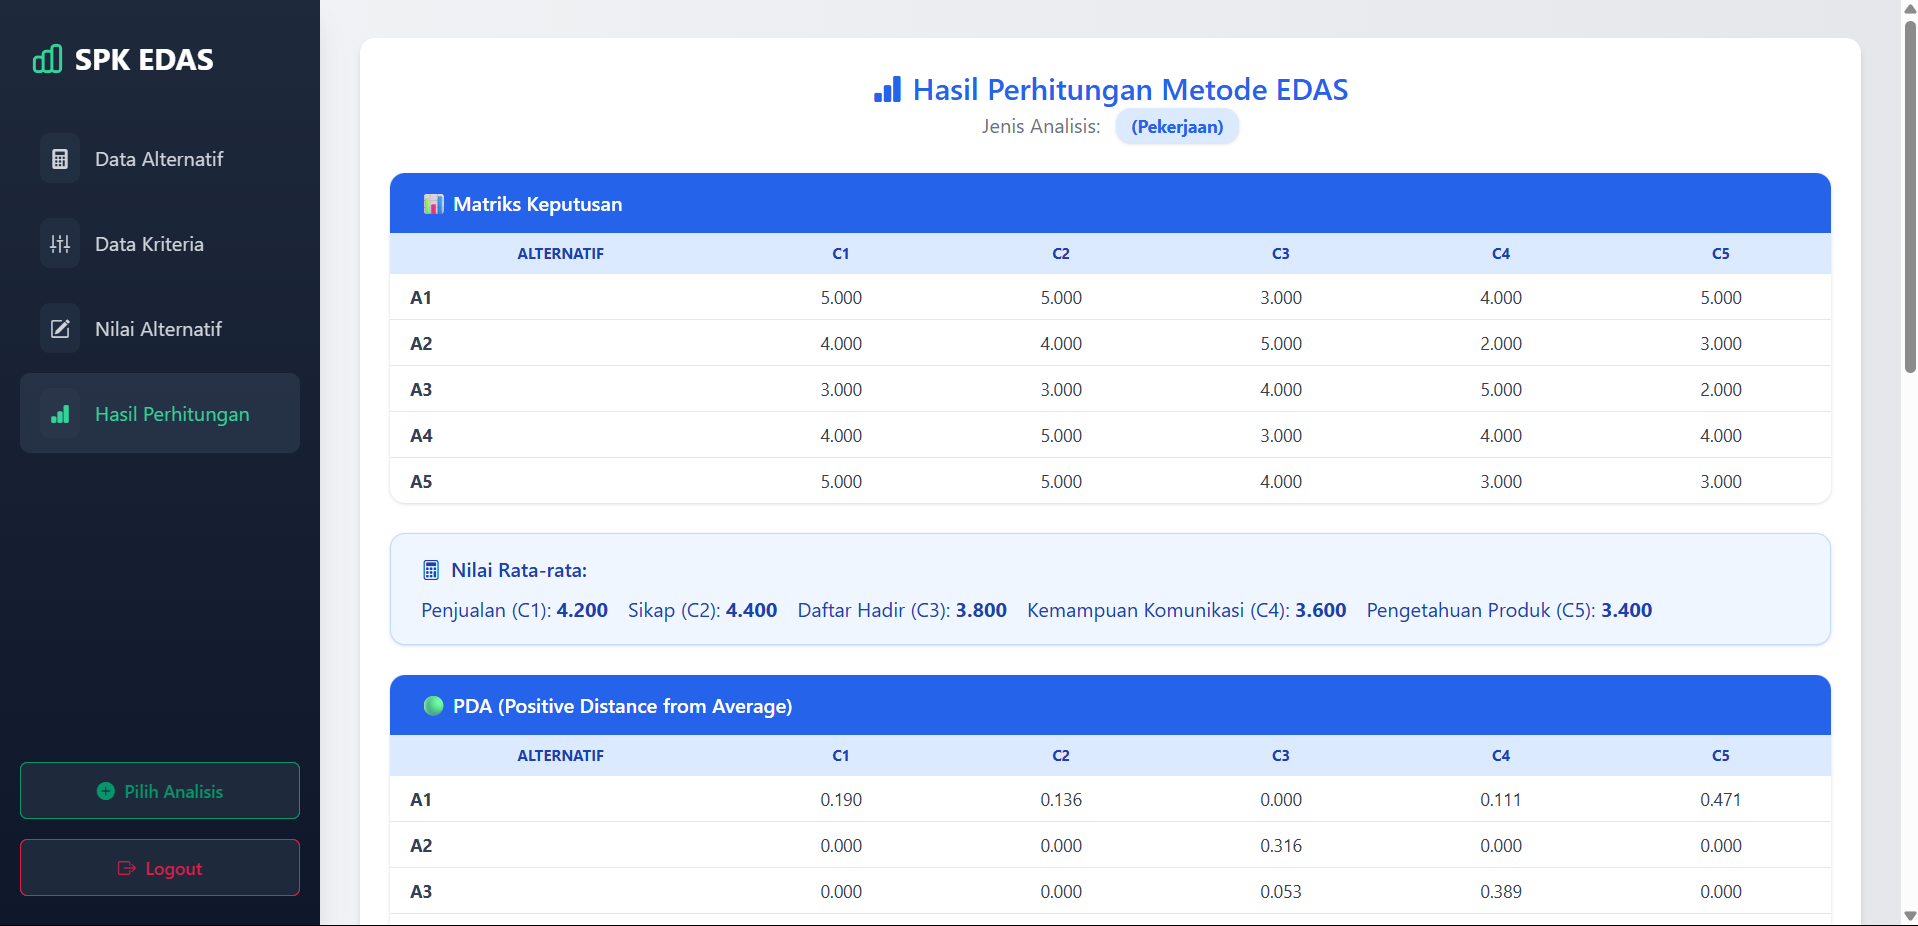 SPK EDAS
Data Alternatif
Data Kriteria
Nilai Alternatif
Hasil Perhitungan
Pilih Analisis
Logout
Hasil Perhitungan Metode EDAS
Jenis Analisis: (Pekerjaan)
Matriks Keputusan
ALTERNATIF C1 C2 C3 C4 C5
A1 5.000 5.000 3.000 4.000 5.000
A2 4.000 4.000 5.000 2.000 3.000
A3 3.000 3.000 4.000 5.000 2.000
A4 4.000 5.000 3.000 4.000 4.000
A5 5.000 5.000 4.000 3.000 3.000
Nilai Rata-rata:
Penjualan (C1): 4.200 Sikap (C2): 4.400 Daftar Hadir (C3): 3.800 Kemampuan Komunikasi (C4): 3.600 Pengetahuan Produk (C5): 3.400
PDA (Positive Distance from Average)
ALTERNATIF C1 C2 C3 C4 C5
A1 0.190 0.136 0.000 0.111 0.471
A2 0.000 0.000 0.316 0.000 0.000
A3 0.000 0.000 0.053 0.389 0.000